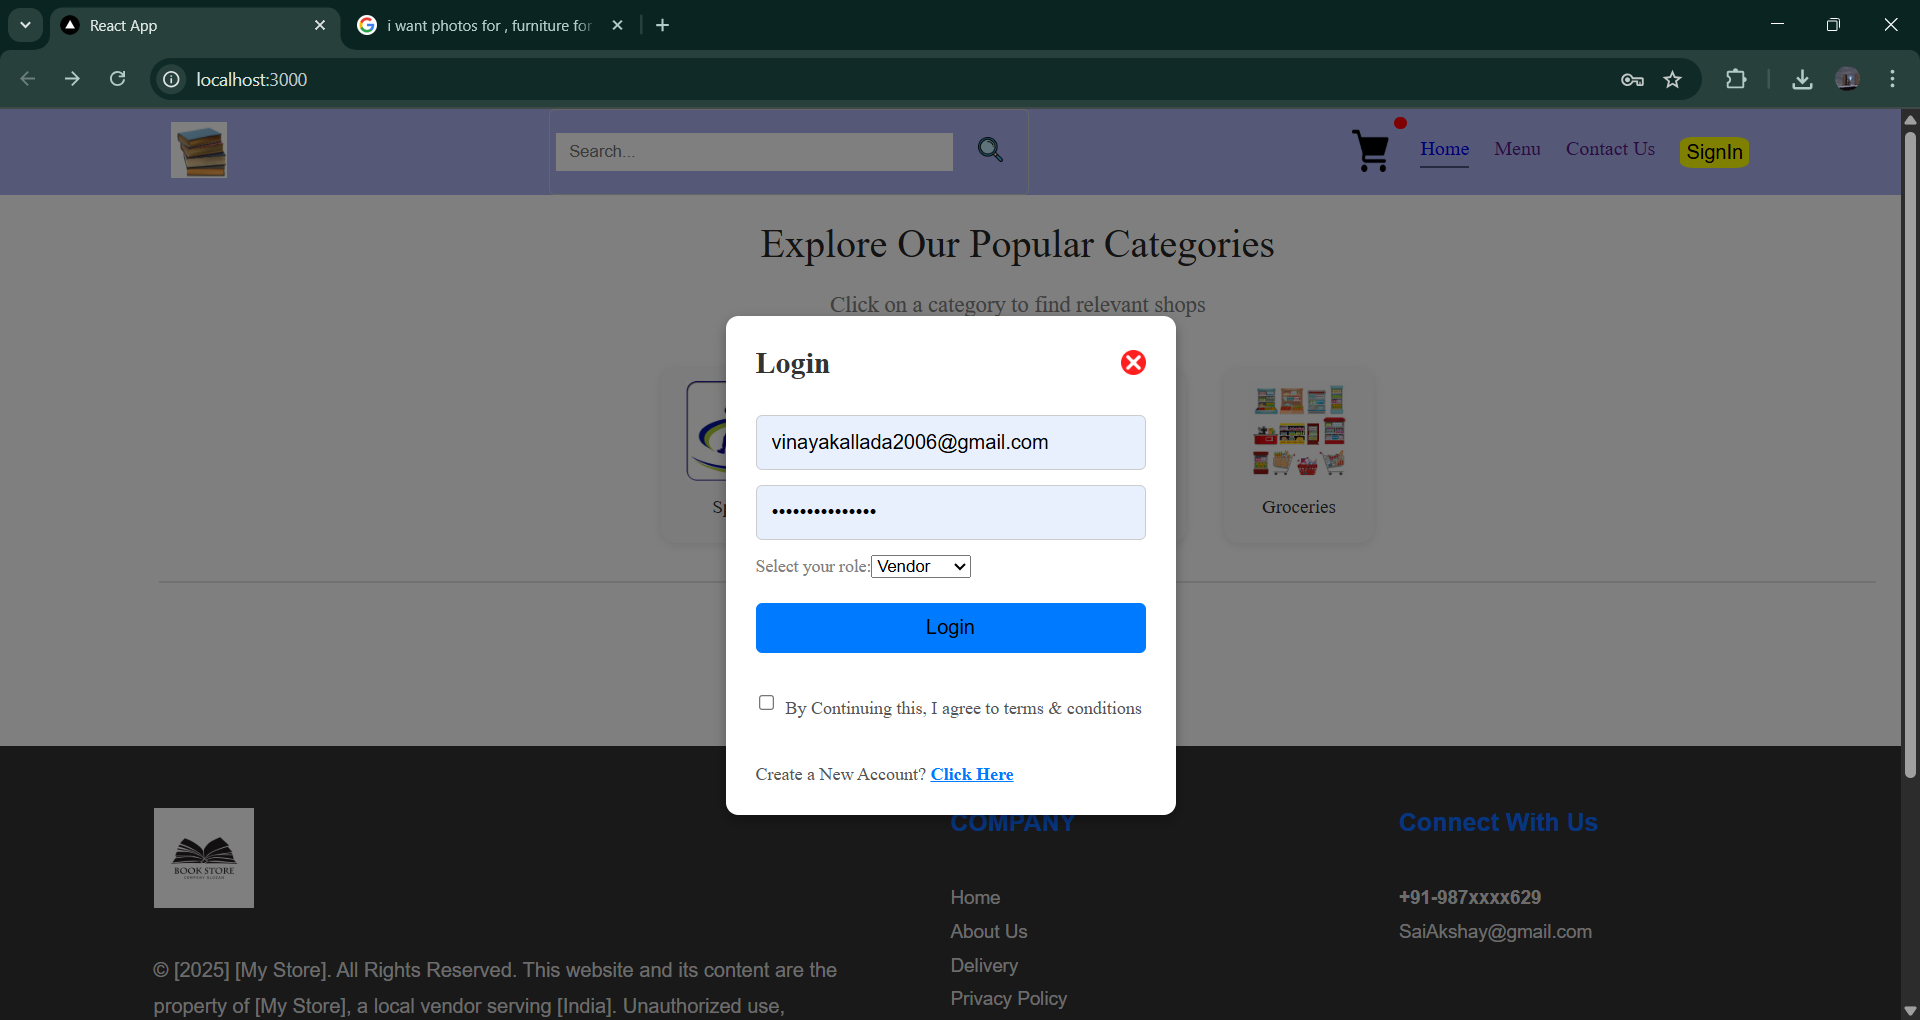 React App
i want photos for , furniture for
localhost:3000
Search...
Home
Menu
Contact Us
SignIn
Explore Our Popular Categories
Click on a category to find relevant shops
Login
vinayakallada2006@gmail.com
•••••••••••••••
Select your role: Vendor
Groceries
Login
By Continuing this, I agree to terms & conditions
Create a New Account? Click Here
BOOK STORE
COMPANY
Connect With Us
Home
+91-987xxxx629
About Us
SaiAkshay@gmail.com
Delivery
Privacy Policy
© [2025] [My Store]. All Rights Reserved. This website and its content are the
property of [My Store], a local vendor serving [India]. Unauthorized use,